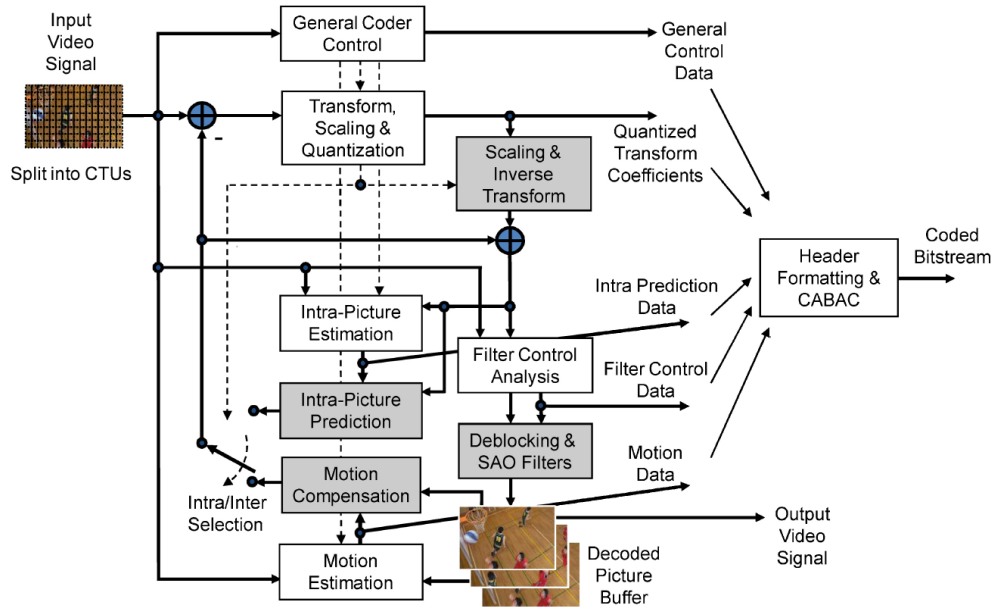 Input
Video
Signal
Split into CTUs
General Coder
Control
Transform,
Scaling &
Quantization
-
Scaling &
Inverse
Transform
Intra-Picture
Estimation
Intra-Picture
Prediction
Filter Control
Analysis
Deblocking &
SAO Filters
Motion
Compensation
Intra/Inter
Selection
Motion
Estimation
Decoded
Picture
Buffer
General
Control
Data
Quantized
Transform
Coefficients
Intra Prediction
Data
Filter Control
Data
Motion
Data
Header
Formatting &
CABAC
Coded
Bitstream
Output
Video
Signal